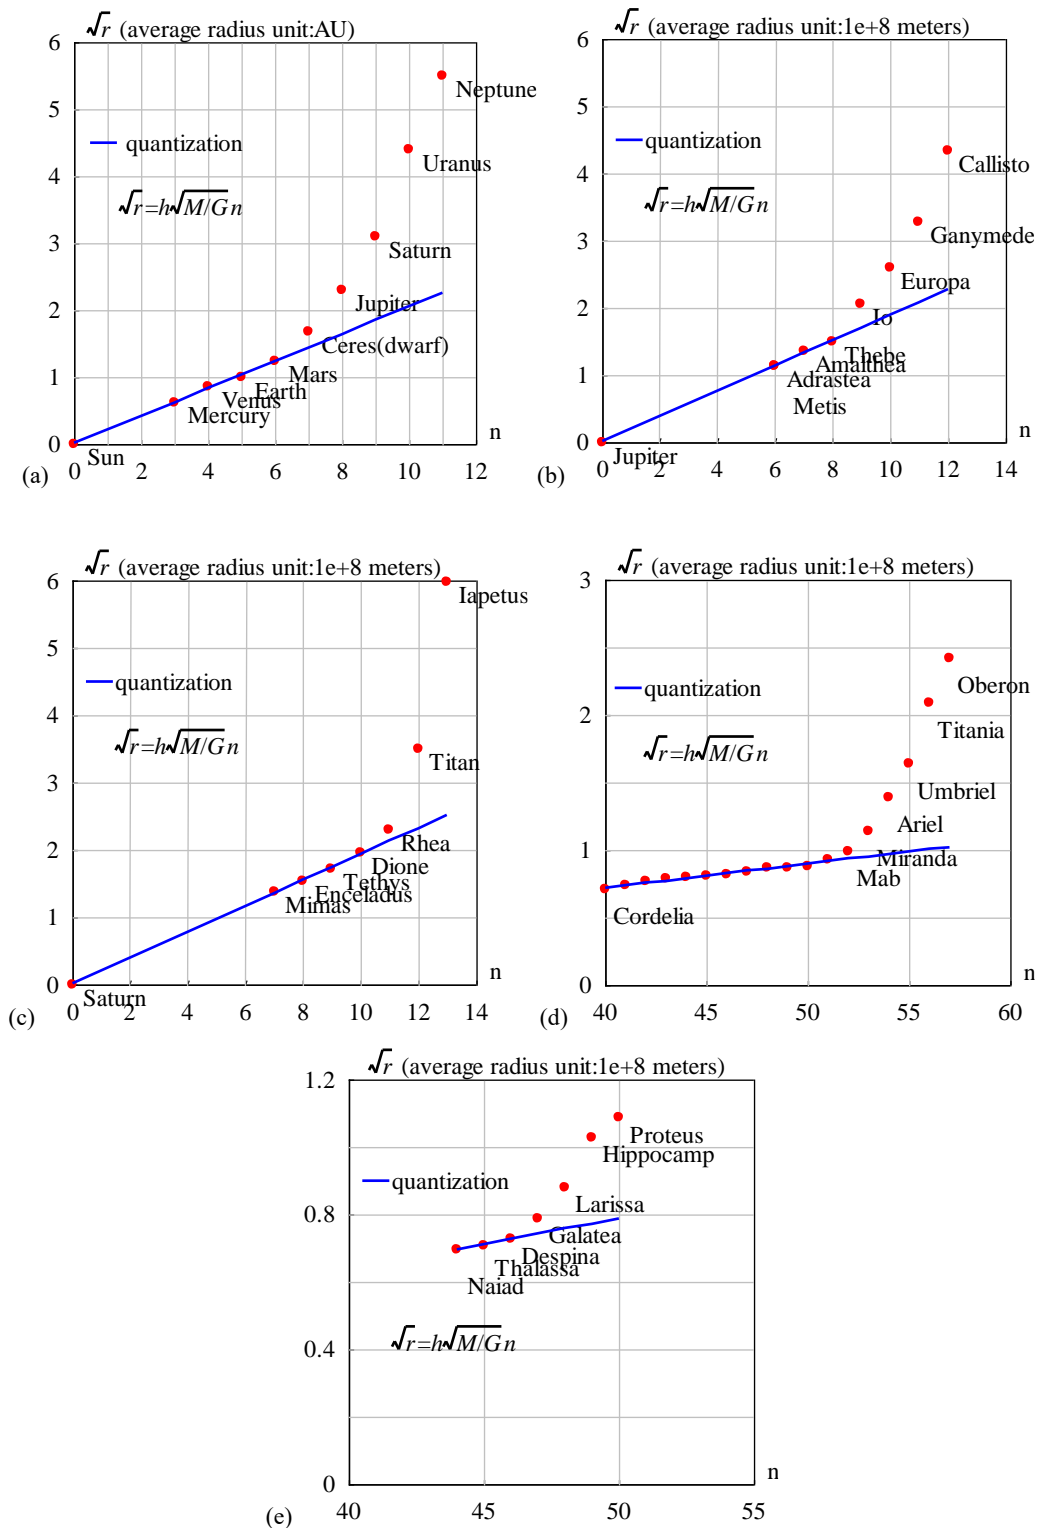 √r (average radius unit:AU)
6
5
4
3
2
1
0
quantization
√r=h√M/Gn
Neptune
Uranus
Saturn
Jupiter
Ceres(dwarf)
Mars
Earth
Venus
Mercury
Sun
n
0 2 4 6 8 10 12
(a)
√r (average radius unit:1e+8 meters)
6
5
4
3
2
1
0
quantization
√r=h√M/Gn
Callisto
Ganymede
Europa
Io
Thebe
Amalthea
Adrastea
Metis
Jupiter
n
0 2 4 6 8 10 12 14
(b)
√r (average radius unit:1e+8 meters)
6
5
4
3
2
1
0
quantization
√r=h√M/Gn
Iapetus
Titan
Rhea
Dione
Tethys
Enceladus
Mimas
Saturn
n
0 2 4 6 8 10 12 14
(c)
√r (average radius unit:1e+8 meters)
3
2
1
0
quantization
√r=h√M/Gn
Oberon
Titania
Umbriel
Ariel
Miranda
Mab
Cordelia
n
40 45 50 55 60
(d)
√r (average radius unit:1e+8 meters)
1.2
0.8
0.4
0
quantization
√r=h√M/Gn
Proteus
Hippocamp
Larissa
Galatea
Despina
Thalassa
Naiad
n
40 45 50 55
(e)